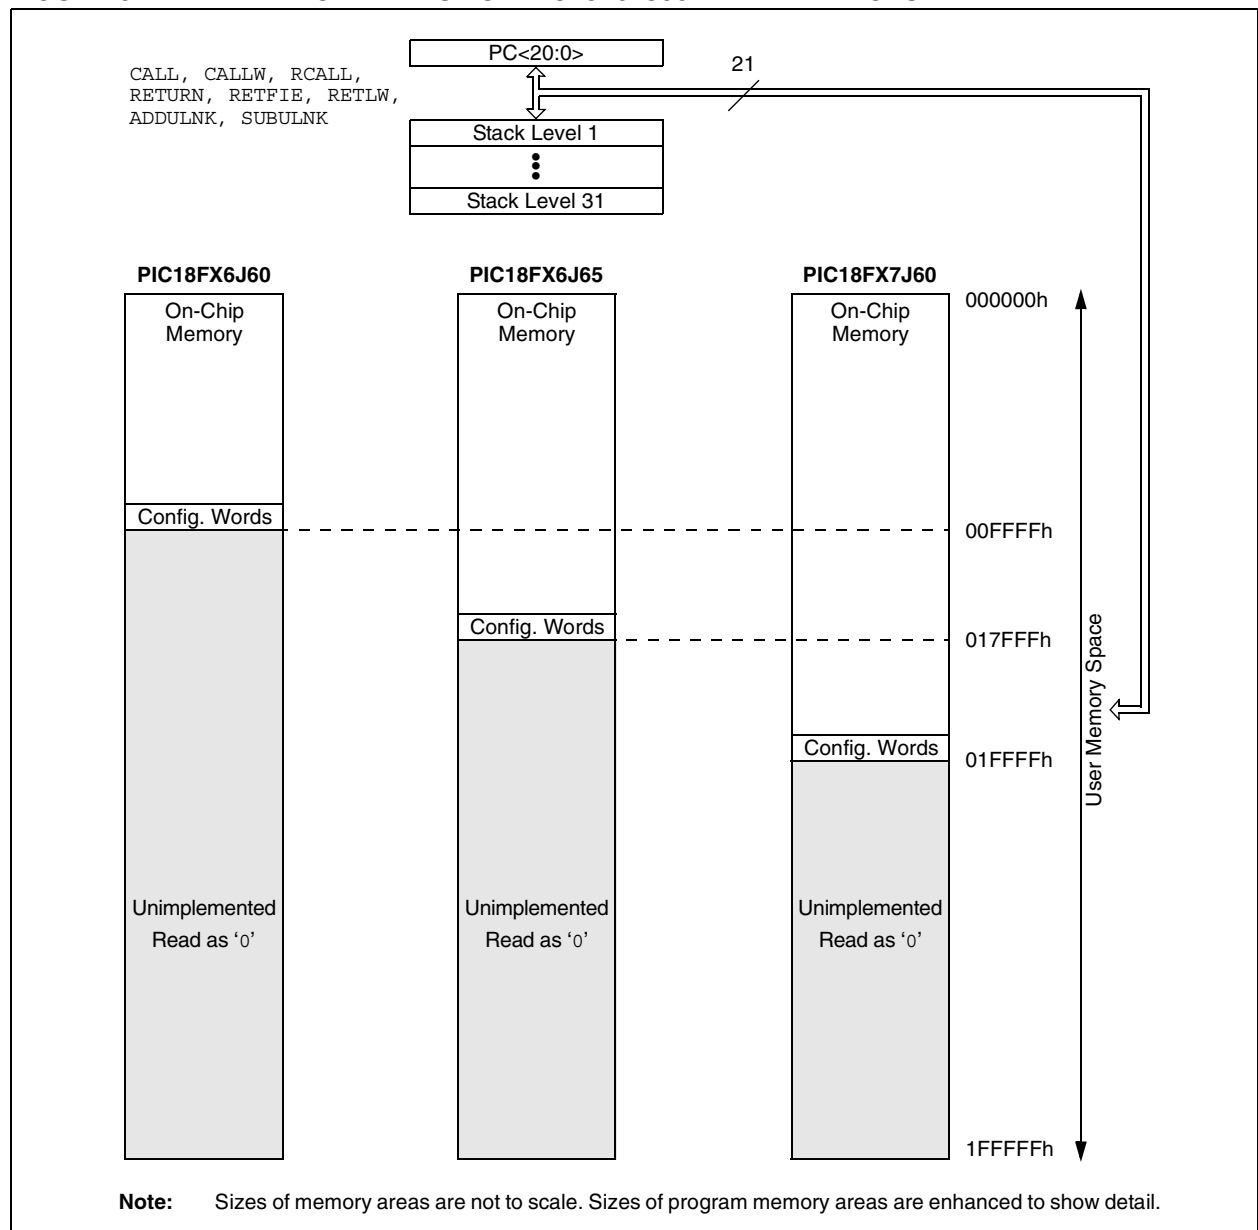 PC<20:0>
21
CALL, CALLW, RCALL,
RETURN, RETFIE, RETLW,
ADDULNK, SUBULNK
Stack Level 1
Stack Level 31
PIC18FX6J60
PIC18FX6J65
PIC18FX7J60
On-Chip
Memory
On-Chip
Memory
On-Chip
Memory
000000h
Config. Words
00FFFFh
Config. Words
017FFFh
Config. Words
01FFFFh
User Memory Space
Unimplemented
Read as ‘0’
Unimplemented
Read as ‘0’
Unimplemented
Read as ‘0’
1FFFFFh
Note: Sizes of memory areas are not to scale. Sizes of program memory areas are enhanced to show detail.